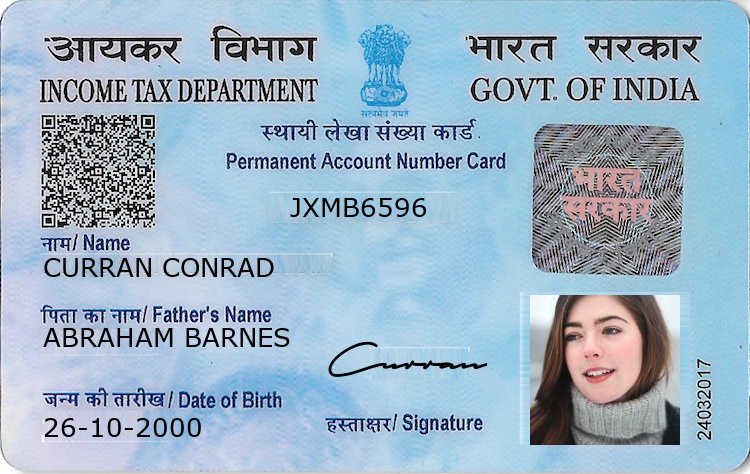 आयकर विभाग
INCOME TAX DEPARTMENT
भारत सरकार
GOVT. OF INDIA
सत्यमेव जयते
स्थायी लेखा संख्या कार्ड
Permanent Account Number Card
JXMB6596
भारत
सरकार
नाम/ Name
CURRAN CONRAD
पिता का नाम/ Father's Name
ABRAHAM BARNES
Curran
जन्म की तारीख / Date of Birth
26-10-2000
हस्ताक्षर/ Signature
24032017